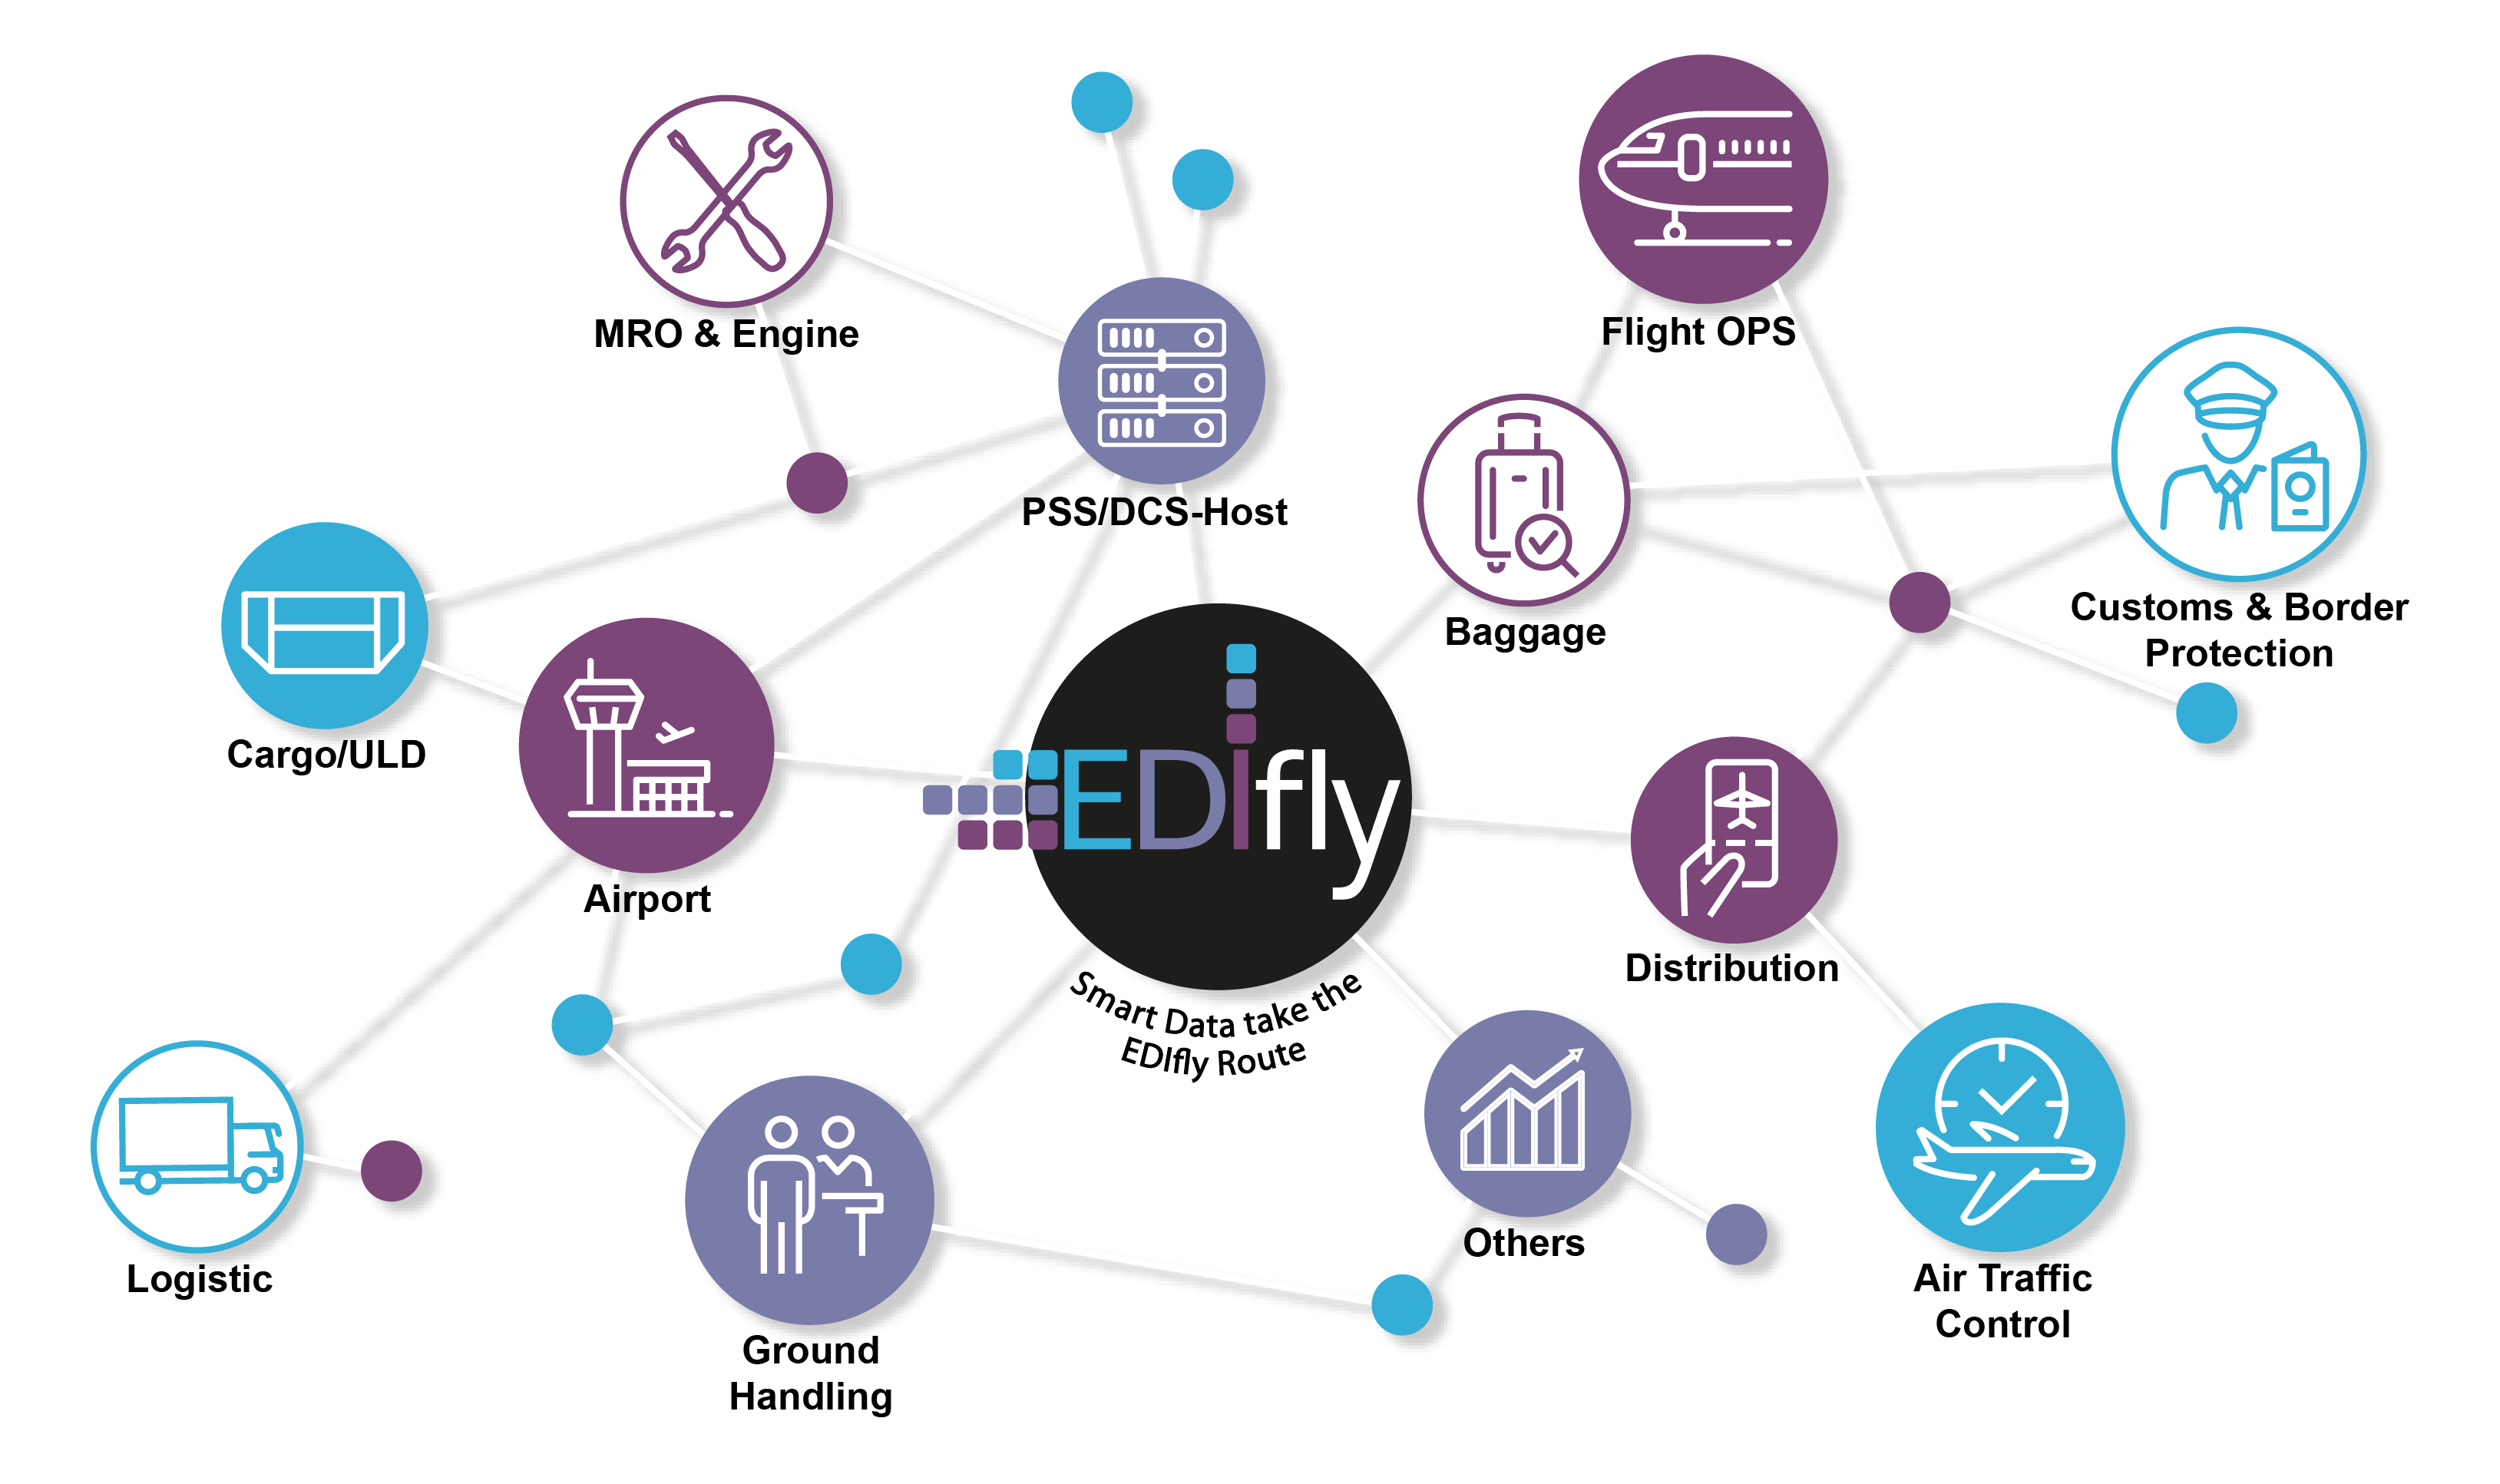 MRO & Engine
Flight OPS
PSS/DCS-Host
Baggage
Customs & Border
Protection
Cargo/ULD
Airport
EDIfly
Smart Data take the
EDIfly Route
Distribution
Logistic
Ground
Handling
Others
Air Traffic
Control